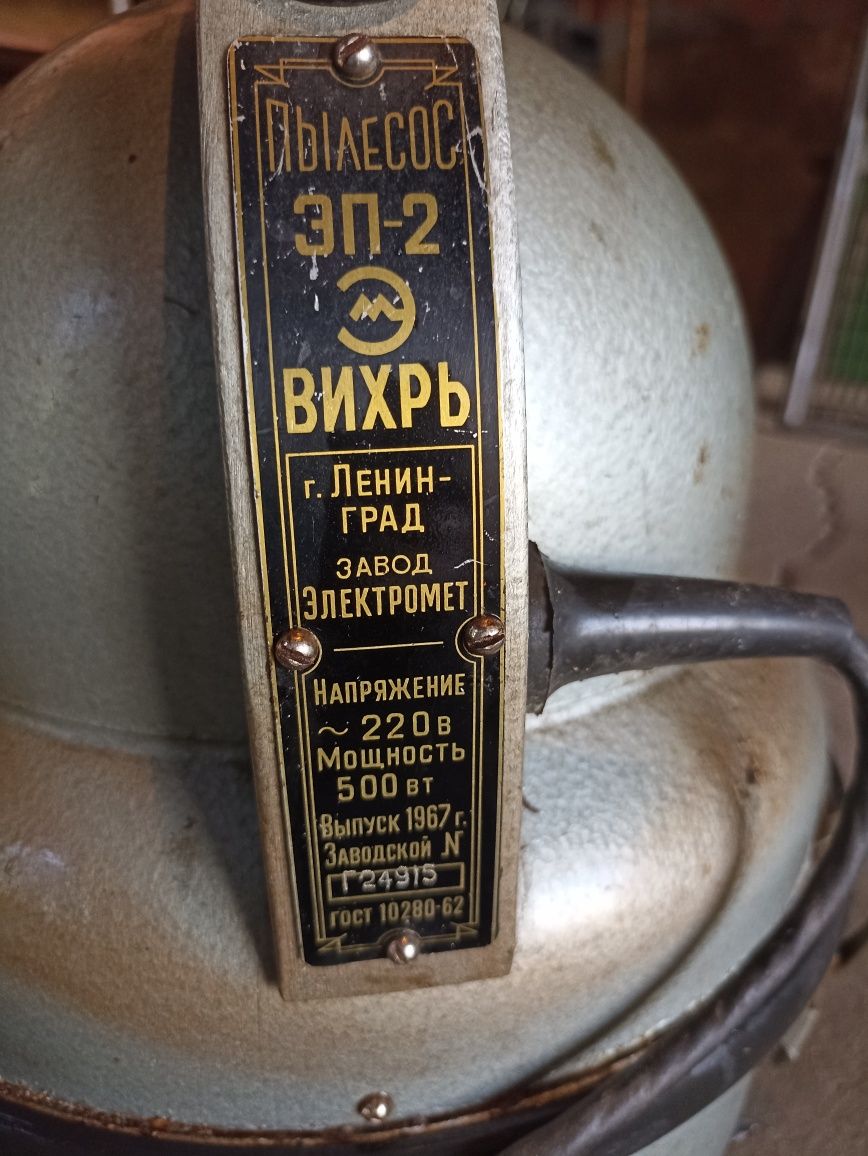 ПЫЛЕСОС
ЭП-2
ВИХРЬ
г. ЛЕНИН-
ГРАД
ЗАВОД
ЭЛЕКТРОМЕТ
НАПРЯЖЕНИЕ
~ 220 В
МОЩНОСТЬ
500 ВТ
ВЫПУСК 1967 г.
ЗАВОДСКОЙ N
Г24915
ГОСТ 10280-62